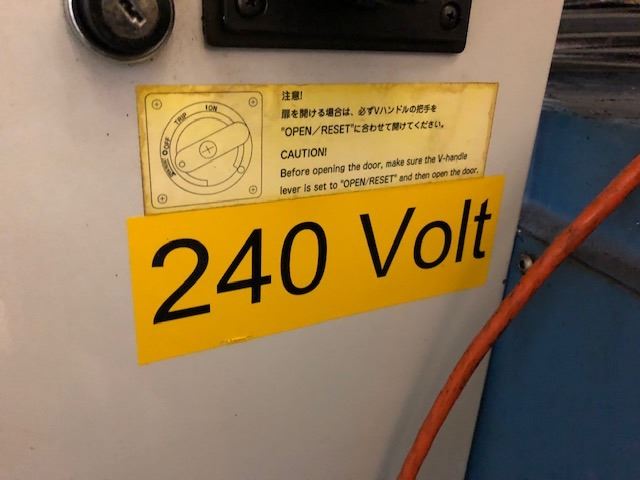 注意!
扉を開ける場合は、必ずVハンドルの把手を
"OPEN/RESET"に合わせて開けてください。
CAUTION!
Before opening the door, make sure the V-handle
lever is set to "OPEN/RESET" and then open the door.
ION
TRIP
OFF
240 Volt